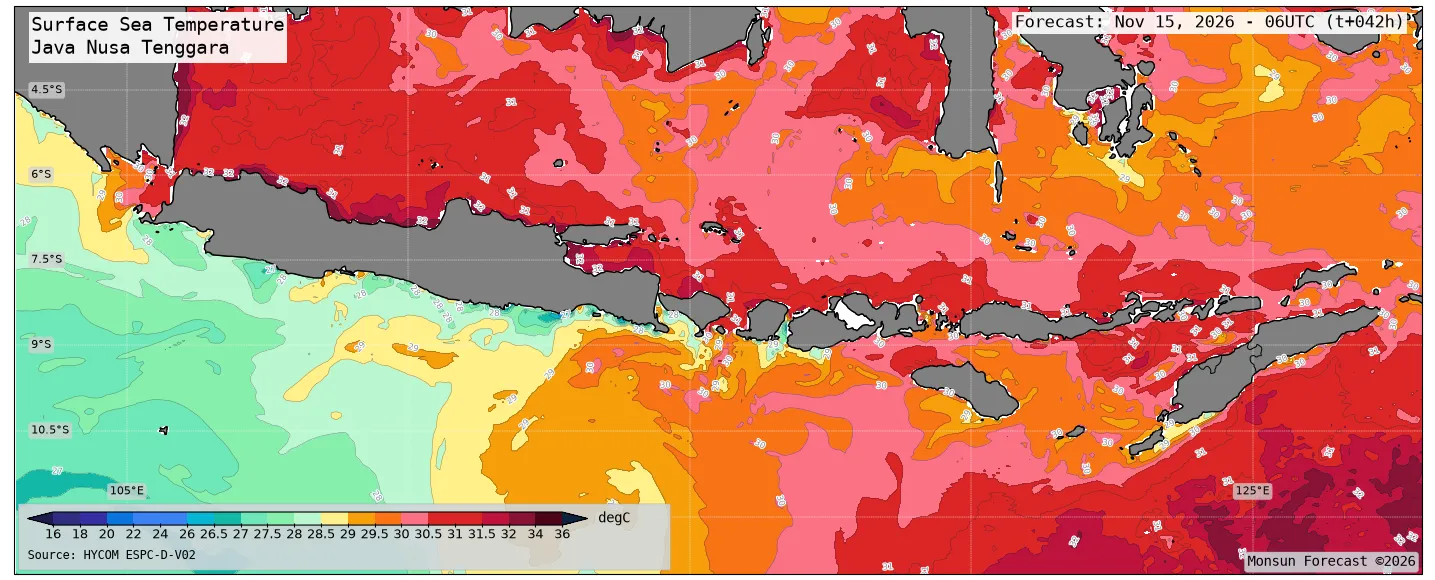 Surface Sea Temperature
Java Nusa Tenggara
Forecast: Nov 15, 2026 - 06UTC (t+042h)
4.5°S
6°S
7.5°S
9°S
10.5°S
105°E
125°E
degC
16 18 20 22 24 26 26.5 27 27.5 28 28.5 29 29.5 30 30.5 31 31.5 32 34 36
Source: HYCOM ESPC-D-V02
Monsun Forecast ©2026